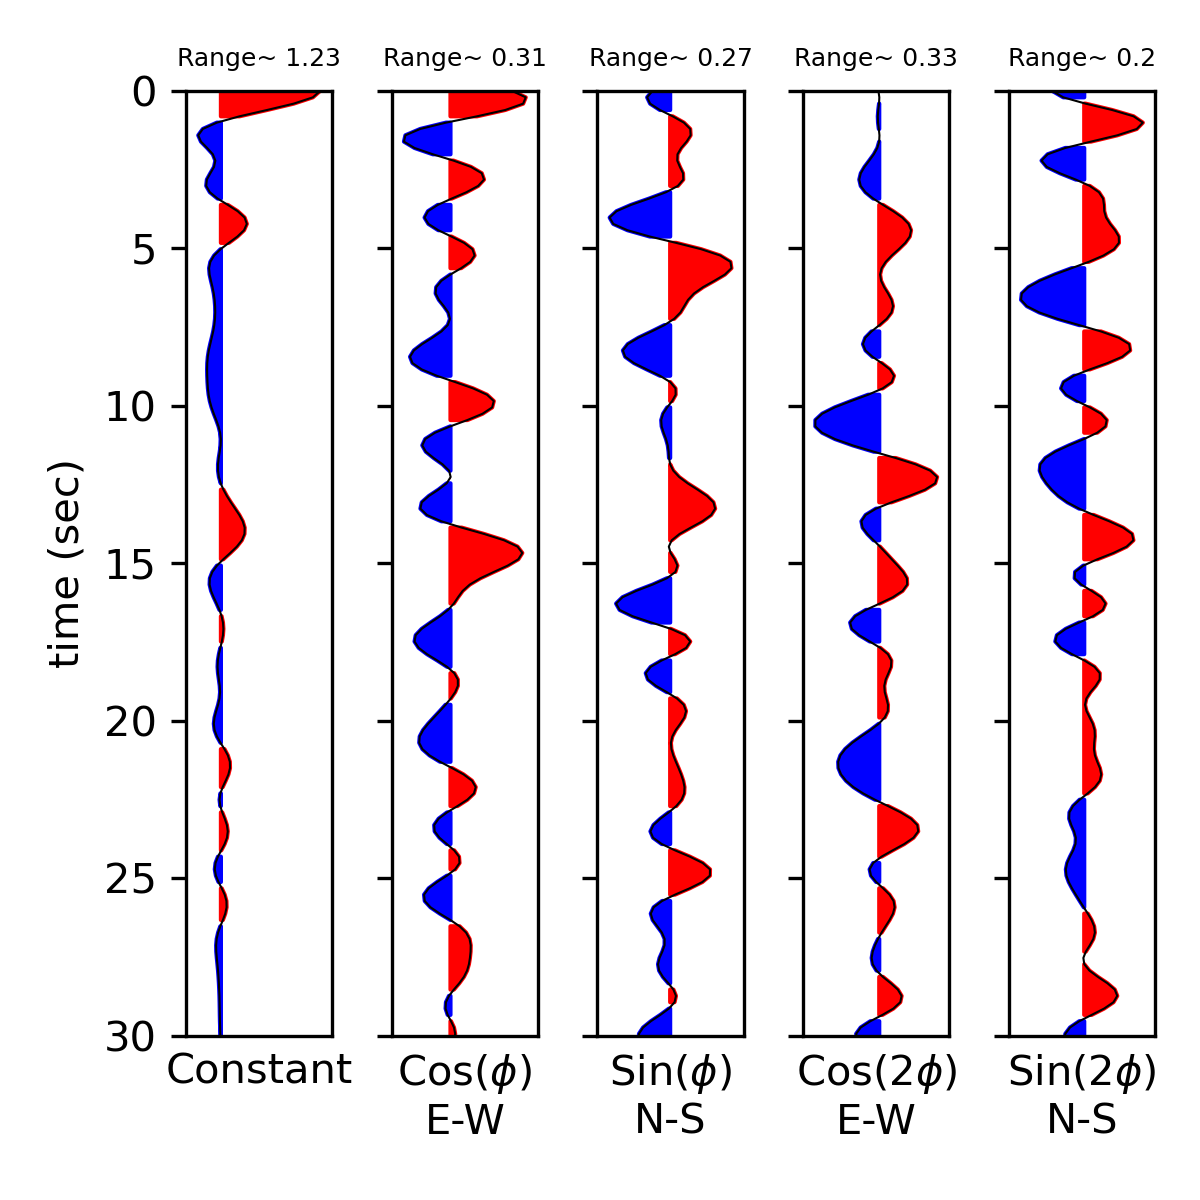 Range~ 1.23 Range~ 0.31 Range~ 0.27 Range~ 0.33 Range~ 0.2
0
5
10
15
20
25
30
time (sec)
Constant Cos(ϕ) Sin(ϕ) Cos(2ϕ) Sin(2ϕ)
E-W N-S E-W N-S